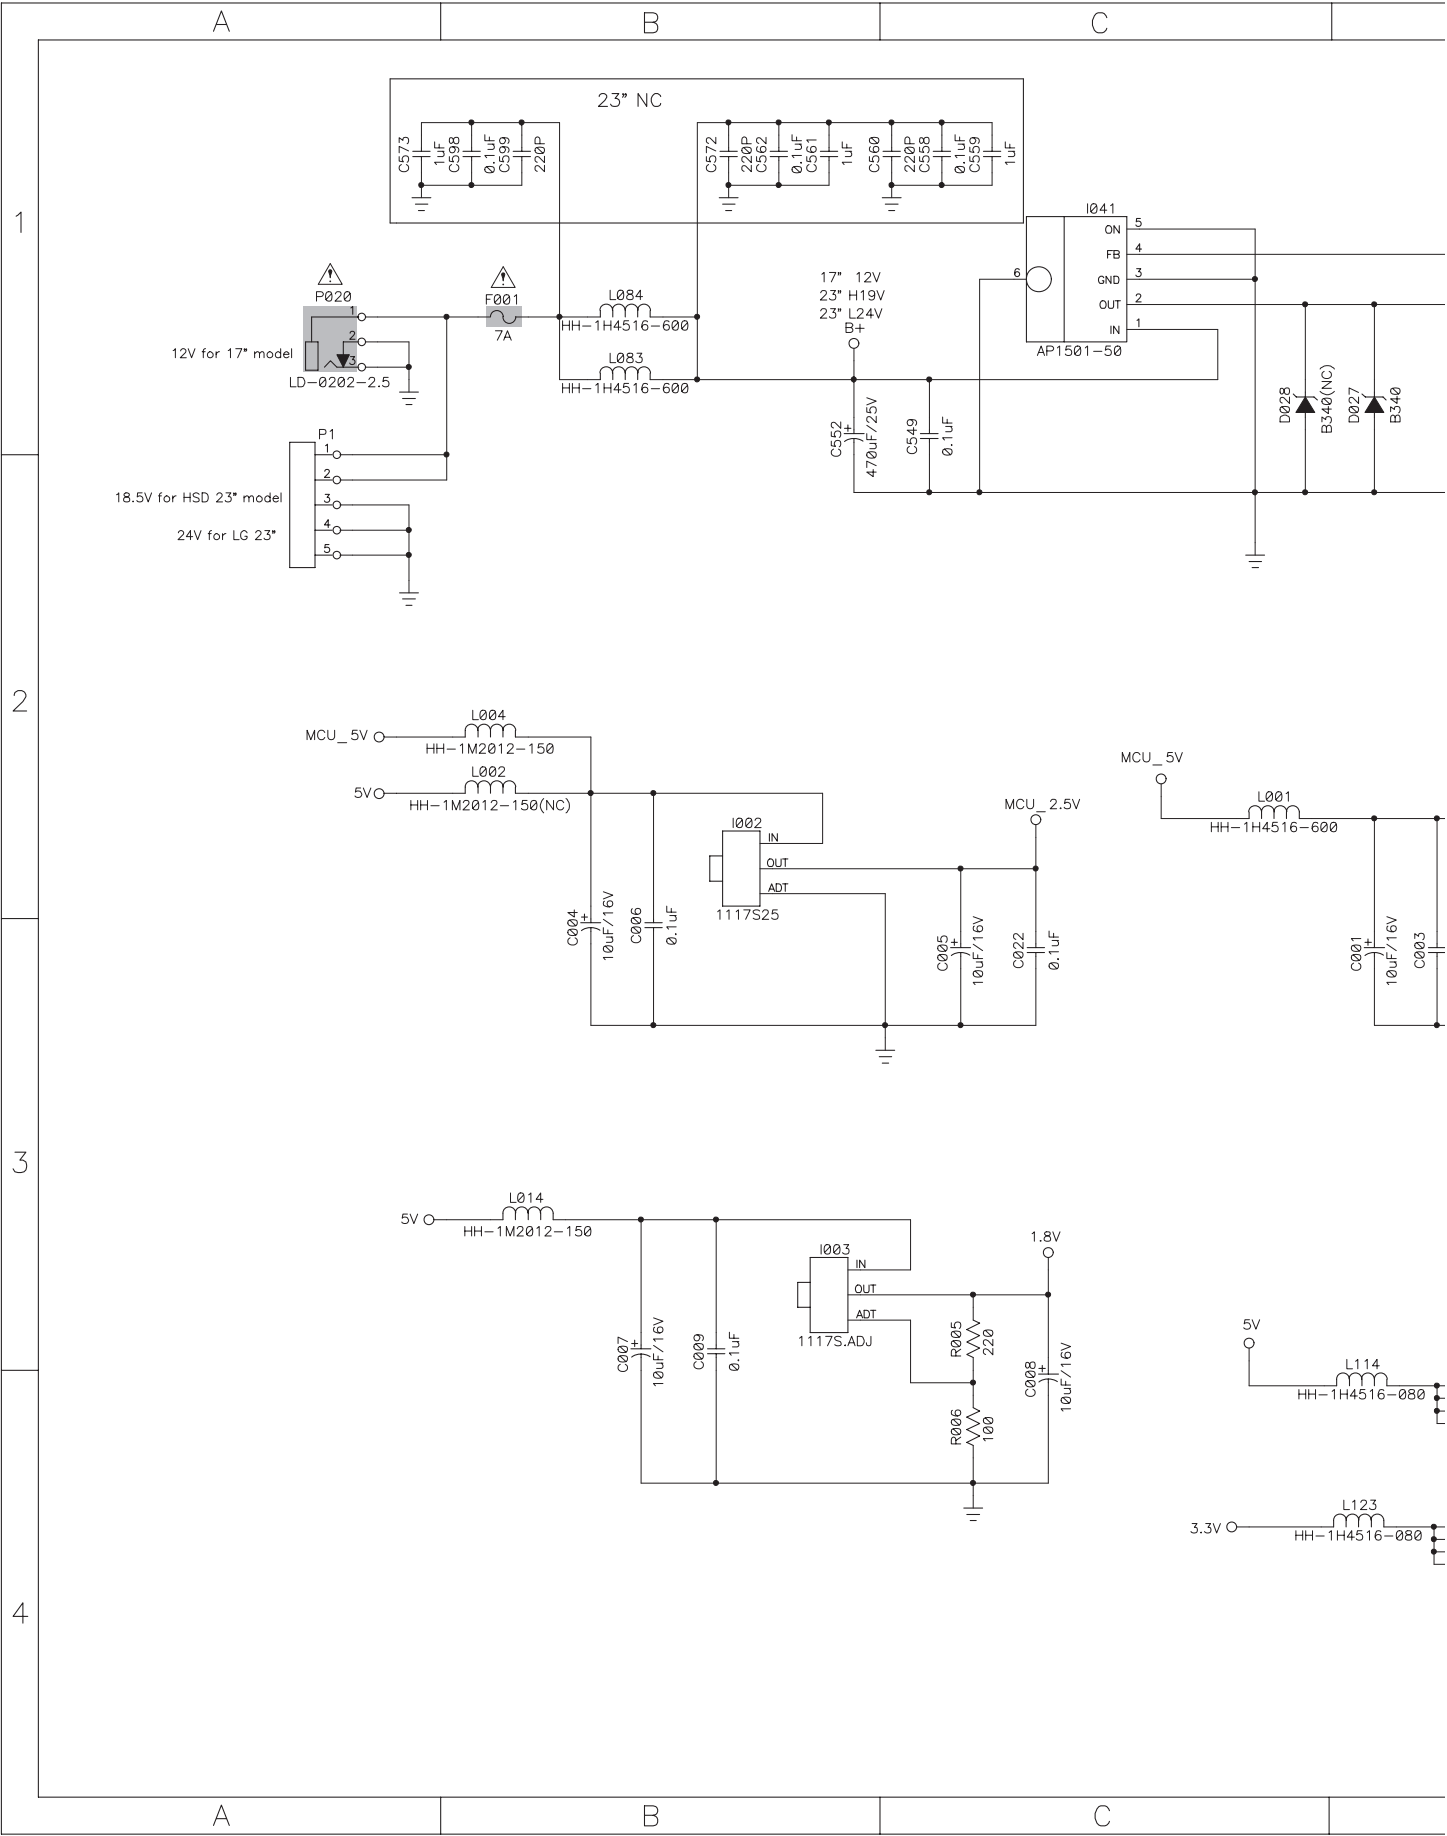 A
B
C
1
23" NC
C573
1uF
C598
0.1uF
C599
220P
C572
220P
C562
0.1uF
C561
1uF
C560
220P
C558
0.1uF
C559
1uF
I041
ON 5
FB 4
6 GND 3
OUT 2
IN 1
AP1501-50
P020
1
2
3
12V for 17" model
LD-0202-2.5
F001
7A
L084
HH-1H4516-600
L083
HH-1H4516-600
17" 12V
23" H19V
23" L24V
B+
C552
+
470uF/25V
C549
0.1uF
D028
B340(NC)
D027
B340
P1
1
2
3
4
5
18.5V for HSD 23" model
24V for LG 23"
2
MCU_5V
L004
HH-1M2012-150
5V
L002
HH-1M2012-150(NC)
I002
IN
OUT
ADT
1117S25
MCU_2.5V
C004
+
10uF/16V
C006
0.1uF
C005
+
10uF/16V
C022
0.1uF
MCU_5V
L001
HH-1H4516-600
C001
+
10uF/16V
C003
3
5V
L014
HH-1M2012-150
I003
IN
OUT
ADT
1117S.ADJ
1.8V
C007
+
10uF/16V
C009
0.1uF
R005
220
R006
100
C008
+
10uF/16V
5V
L114
HH-1H4516-080
3.3V
L123
HH-1H4516-080
4
A
B
C